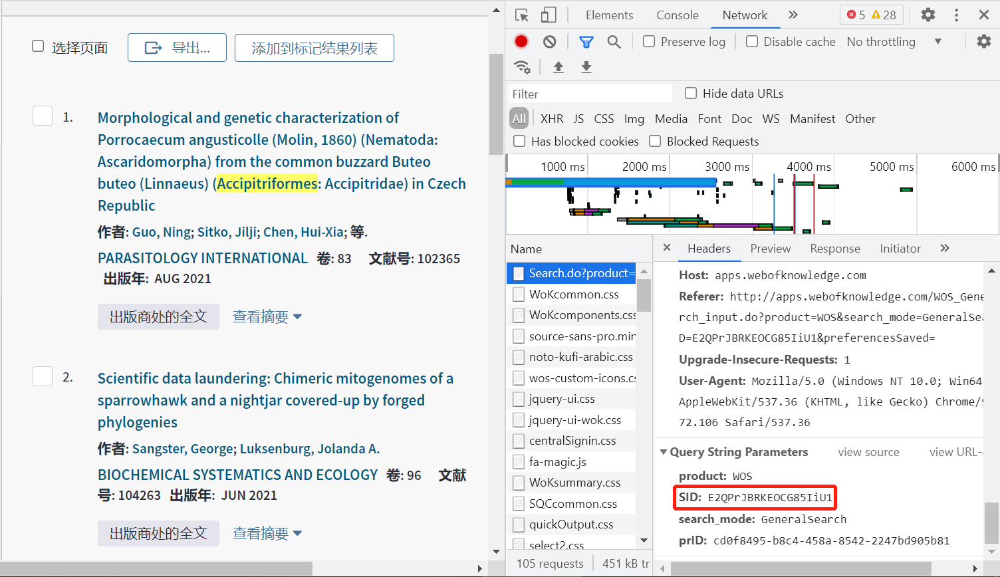 选择页面
导出...
添加到标记结果列表
1.
Morphological and genetic characterization of
Porrocaecum angusticolle (Molin, 1860) (Nematoda:
Ascaridomorpha) from the common buzzard Buteo
buteo (Linnaeus) (Accipitriformes: Accipitridae) in Czech
Republic
作者: Guo, Ning; Sitko, Jilji; Chen, Hui-Xia; 等.
PARASITOLOGY INTERNATIONAL 卷: 83 文献号: 102365
出版年: AUG 2021
出版商处的全文 查看摘要
2.
Scientific data laundering: Chimeric mitogenomes of a
sparrowhawk and a nightjar covered-up by forged
phylogenies
作者: Sangster, George; Luksenburg, Jolanda A.
BIOCHEMICAL SYSTEMATICS AND ECOLOGY 卷: 96 文献
号: 104263 出版年: JUN 2021
出版商处的全文 查看摘要
Elements Console Network 5 28
Preserve log Disable cache No throttling
Filter Hide data URLs
All XHR JS CSS Img Media Font Doc WS Manifest Other
Has blocked cookies Blocked Requests
1000 ms 2000 ms 3000 ms 4000 ms 5000 ms 6000 ms
Name
Search.do?product=
WoKcommon.css
WoKcomponents.css
source-sans-pro.min
noto-kufi-arabic.css
wos-custom-icons.cs
jquery-ui.css
jquery-ui-wok.css
centralSignin.css
fa-magic.js
WoKsummary.css
SQCcommon.css
quickOutput.css
select2.css
105 requests 451 kB tr
Headers Preview Response Initiator
Host: apps.webofknowledge.com
Referer: http://apps.webofknowledge.com/WOS_Gene
rch_input.do?product=WOS&search_mode=GeneralSea
D=E2QPrJBRKEOCG85IiU1&preferencesSaved=
Upgrade-Insecure-Requests: 1
User-Agent: Mozilla/5.0 (Windows NT 10.0; Win64
AppleWebKit/537.36 (KHTML, like Gecko) Chrome/9
72.106 Safari/537.36
Query String Parameters view source view URL-
product: WOS
SID: E2QPrJBRKEOCG85IiU1
search_mode: GeneralSearch
prID: cd0f8495-b8c4-458a-8542-2247bd905b81